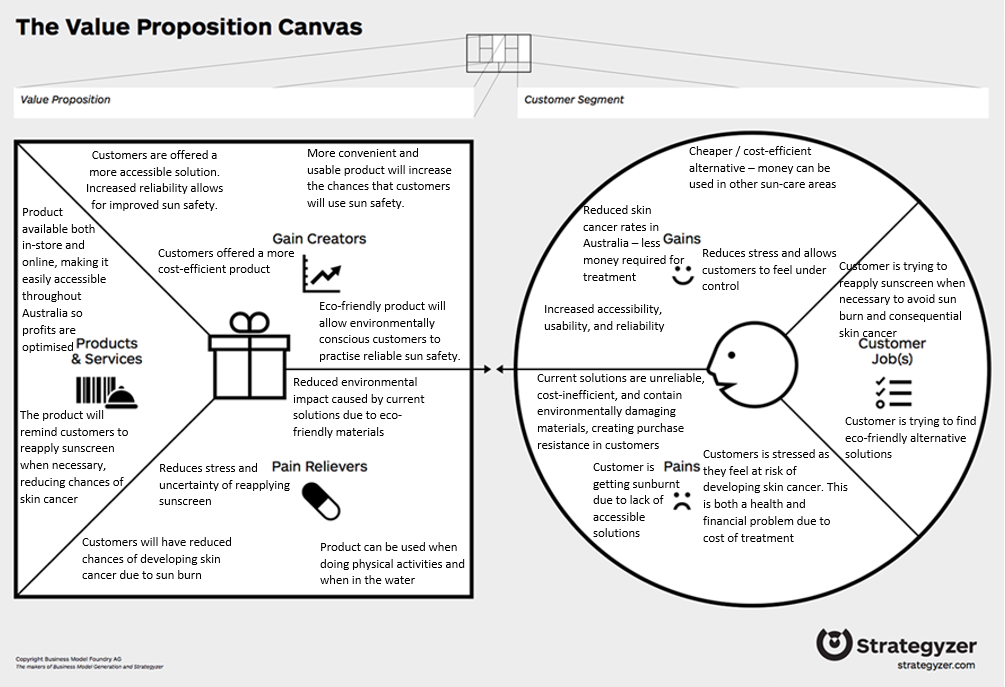 The Value Proposition Canvas
Value Proposition
Customer Segment
Customers are offered a
more accessible solution.
Increased reliability allows
for improved sun safety.
More convenient and
usable product will increase
the chances that customers
will use sun safety.
Gain Creators
Customers offered a more
cost-efficient product
Eco-friendly product will
allow environmentally
conscious customers to
practise reliable sun safety.
Product
available both
in-store and
online, making it
easily accessible
throughout
Australia so
profits are
optimised
Products
& Services
The product will
remind customers to
reapply sunscreen
when necessary,
reducing chances of
skin cancer
Reduced environmental
impact caused by current
solutions due to eco-
friendly materials
Pain Relievers
Reduces stress and
uncertainty of reapplying
sunscreen
Customers will have reduced
chances of developing skin
cancer due to sun burn
Product can be used when
doing physical activities and
when in the water
Cheaper / cost-efficient
alternative – money can be
used in other sun-care areas
Reduced skin
cancer rates in
Australia – less
money required for
treatment
Gains
Reduces stress and allows
customers to feel under
control
Increased accessibility,
usability, and reliability
Customer is trying to
reapply sunscreen when
necessary to avoid sun
burn and consequential
skin cancer
Customer
Job(s)
Customer is trying to find
eco-friendly alternative
solutions
Current solutions are unreliable,
cost-inefficient, and contain
environmentally damaging
materials, creating purchase
resistance in customers
Pains
Customer is
getting sunburnt
due to lack of
accessible
solutions
Customer is stressed as
they feel at risk of
developing skin cancer. This
is both a health and
financial problem due to
cost of treatment
Copyright Business Model Foundry AG
The makers of Business Model Generation and Strategyzer
Strategyzer
strategyzer.com